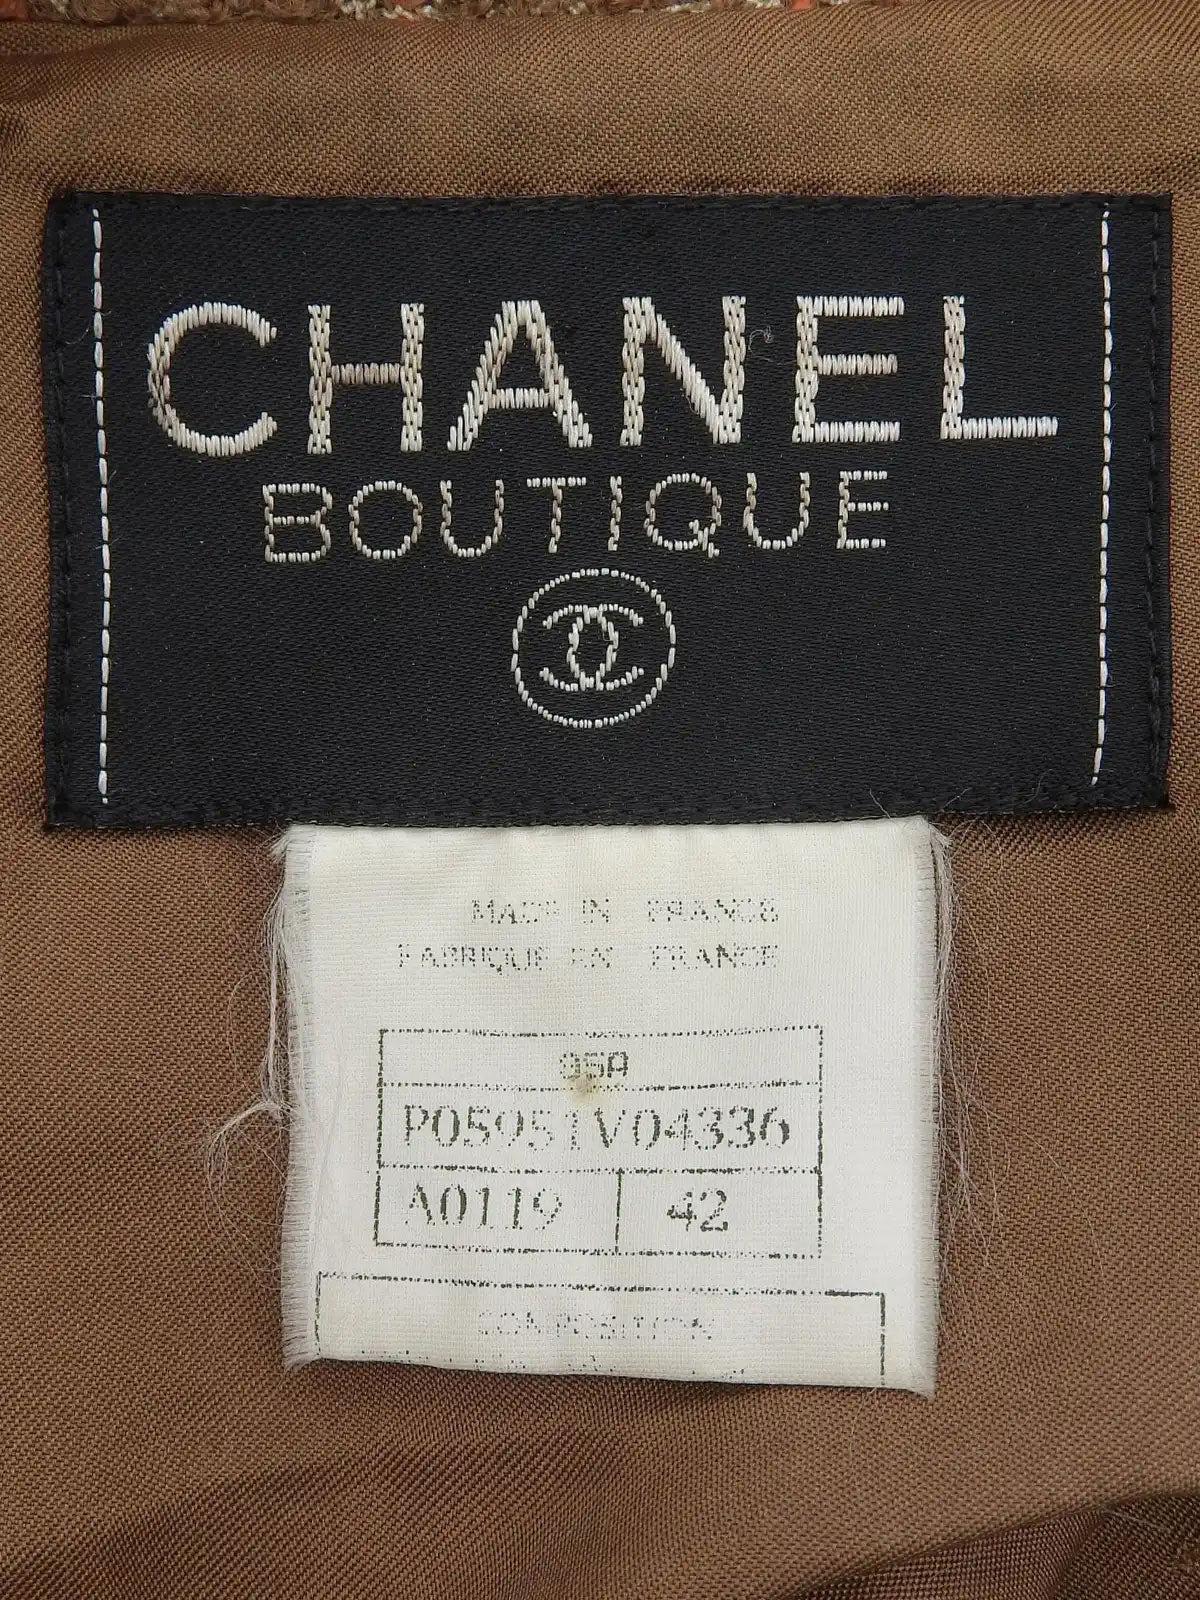 CHANEL
BOUTIQUE
MADE IN FRANCE
FABRIQUE EN FRANCE
95A
P05951V04336
A0119 42
COMPOSITION